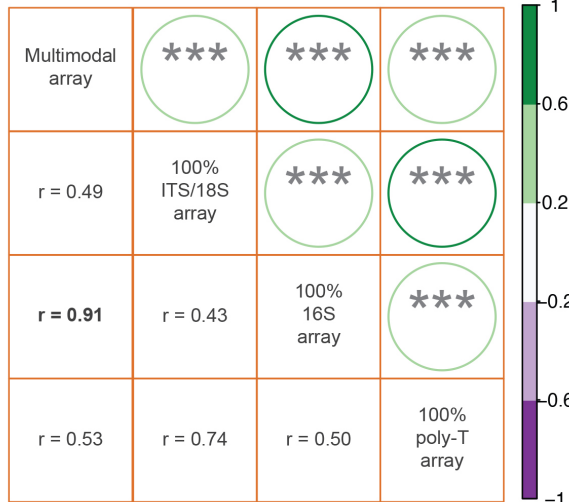 Multimodal
array
***
***
***
1
r = 0.49
100%
ITS/18S
array
***
***
0.6
0.2
r = 0.91
r = 0.43
100%
16S
array
***
-0.2
-0.6
r = 0.53
r = 0.74
r = 0.50
100%
poly-T
array
-1